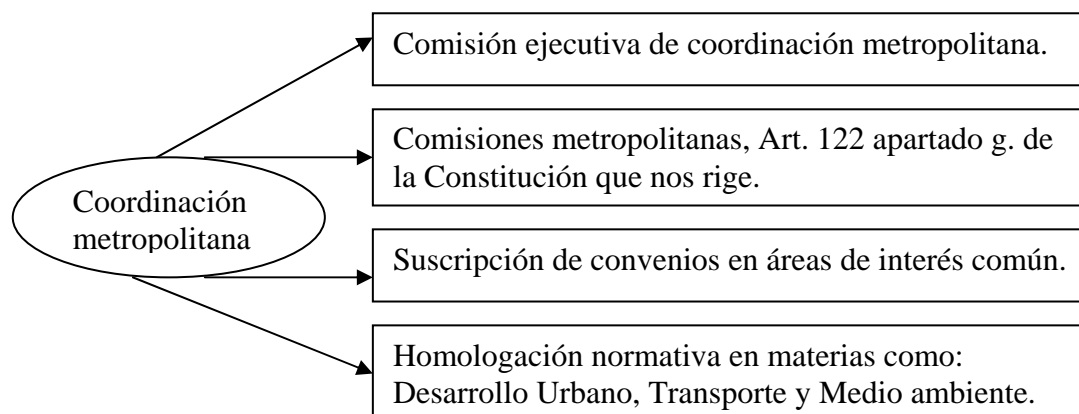 Comisión ejecutiva de coordinación metropolitana.
Comisiones metropolitanas, Art. 122 apartado g. de
la Constitución que nos rige.
Coordinación
metropolitana
Suscripción de convenios en áreas de interés común.
Homologación normativa en materias como:
Desarrollo Urbano, Transporte y Medio ambiente.